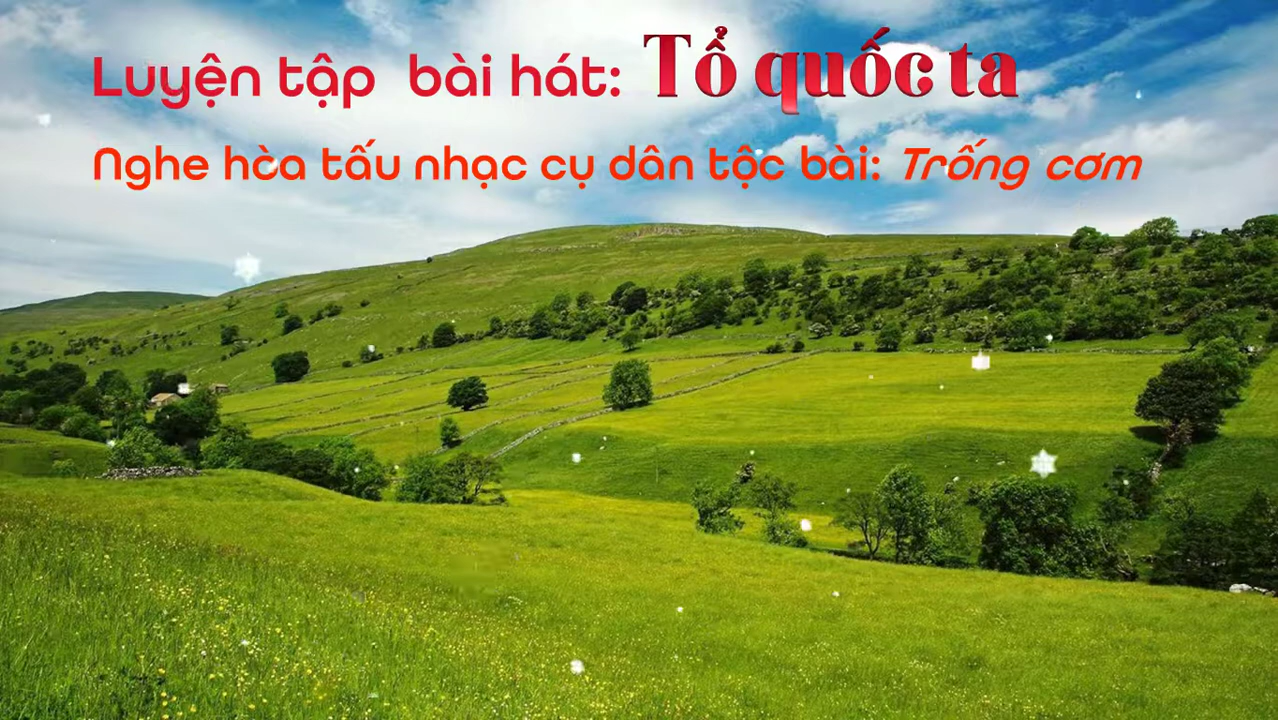 Luyện tập bài hát: Tổ quốc ta
Nghe hòa tấu nhạc cụ dân tộc bài: Trống cơm